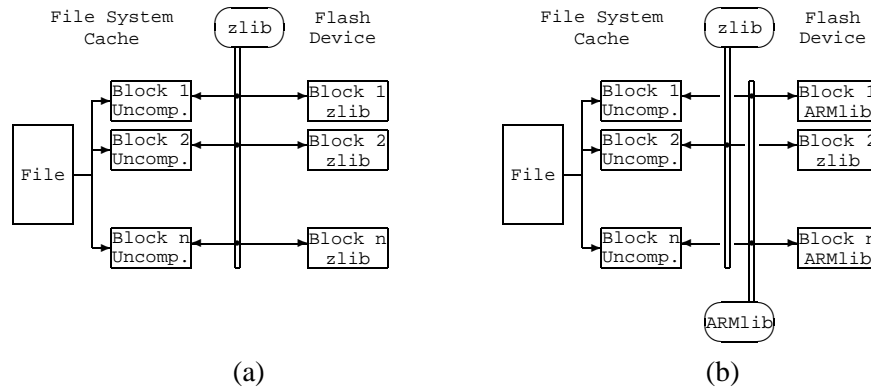 File System
Cache
zlib
Flash
Device
Block 1
Uncomp.
Block 1
zlib
Block 2
Uncomp.
Block 2
zlib
File
Block n
Uncomp.
Block n
zlib
(a)
File System
Cache
zlib
Flash
Device
Block 1
Uncomp.
Block 1
ARMlib
Block 2
Uncomp.
Block 2
zlib
File
Block n
Uncomp.
Block n
ARMlib
ARMlib
(b)